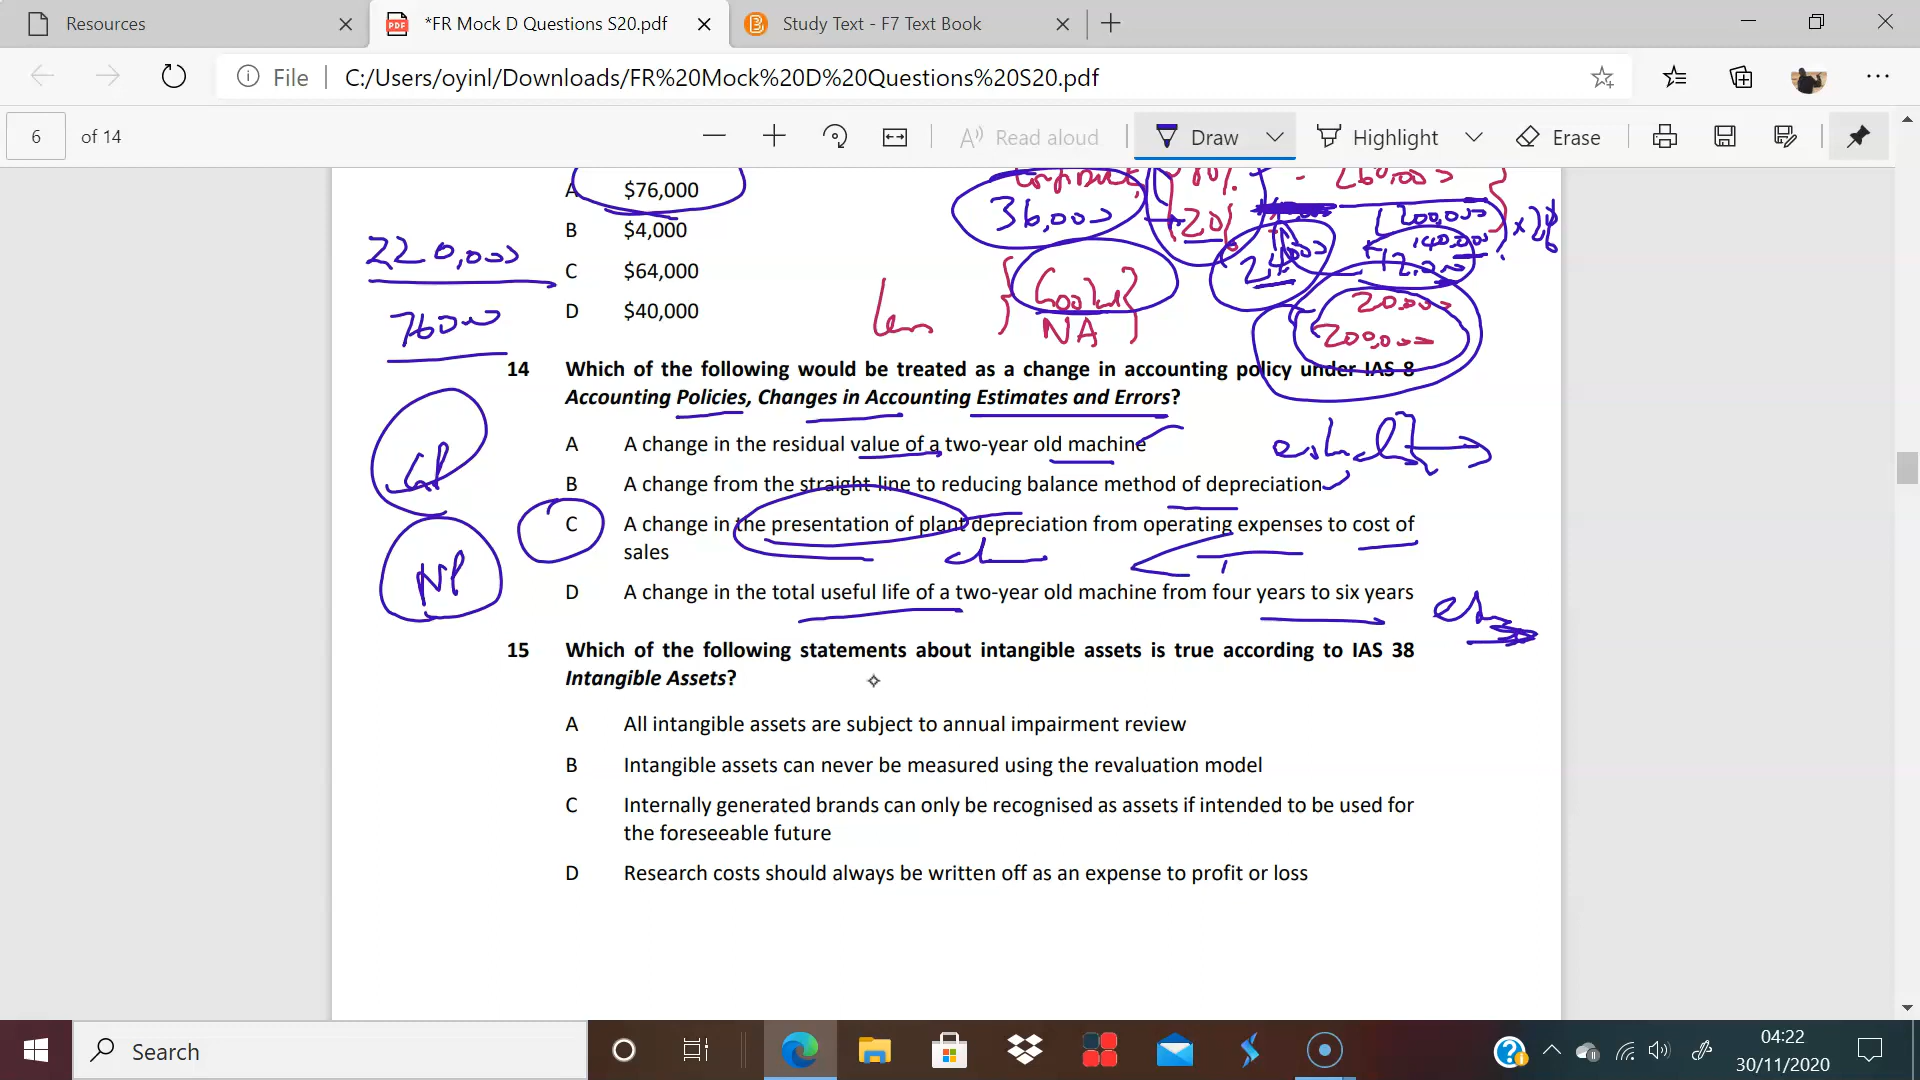 Resources
*FR Mock D Questions S20.pdf
Study Text - F7 Text Book
File
C:/Users/oyinl/Downloads/FR%20Mock%20D%20Questions%20S20.pdf
6 of 14
Read aloud
Draw
Highlight
Erase
A $76,000
B $4,000
C $64,000
D $40,000
220,000
76000
36,000
20%
200,000
140,000
20,000
200,000
NA
14 Which of the following would be treated as a change in accounting policy under IAS 8
Accounting Policies, Changes in Accounting Estimates and Errors?
A A change in the residual value of a two-year old machine
B A change from the straight-line to reducing balance method of depreciation
C A change in the presentation of plant depreciation from operating expenses to cost of
sales
D A change in the total useful life of a two-year old machine from four years to six years
GP
NP
15 Which of the following statements about intangible assets is true according to IAS 38
Intangible Assets?
A All intangible assets are subject to annual impairment review
B Intangible assets can never be measured using the revaluation model
C Internally generated brands can only be recognised as assets if intended to be used for
the foreseeable future
D Research costs should always be written off as an expense to profit or loss
Search
04:22
30/11/2020